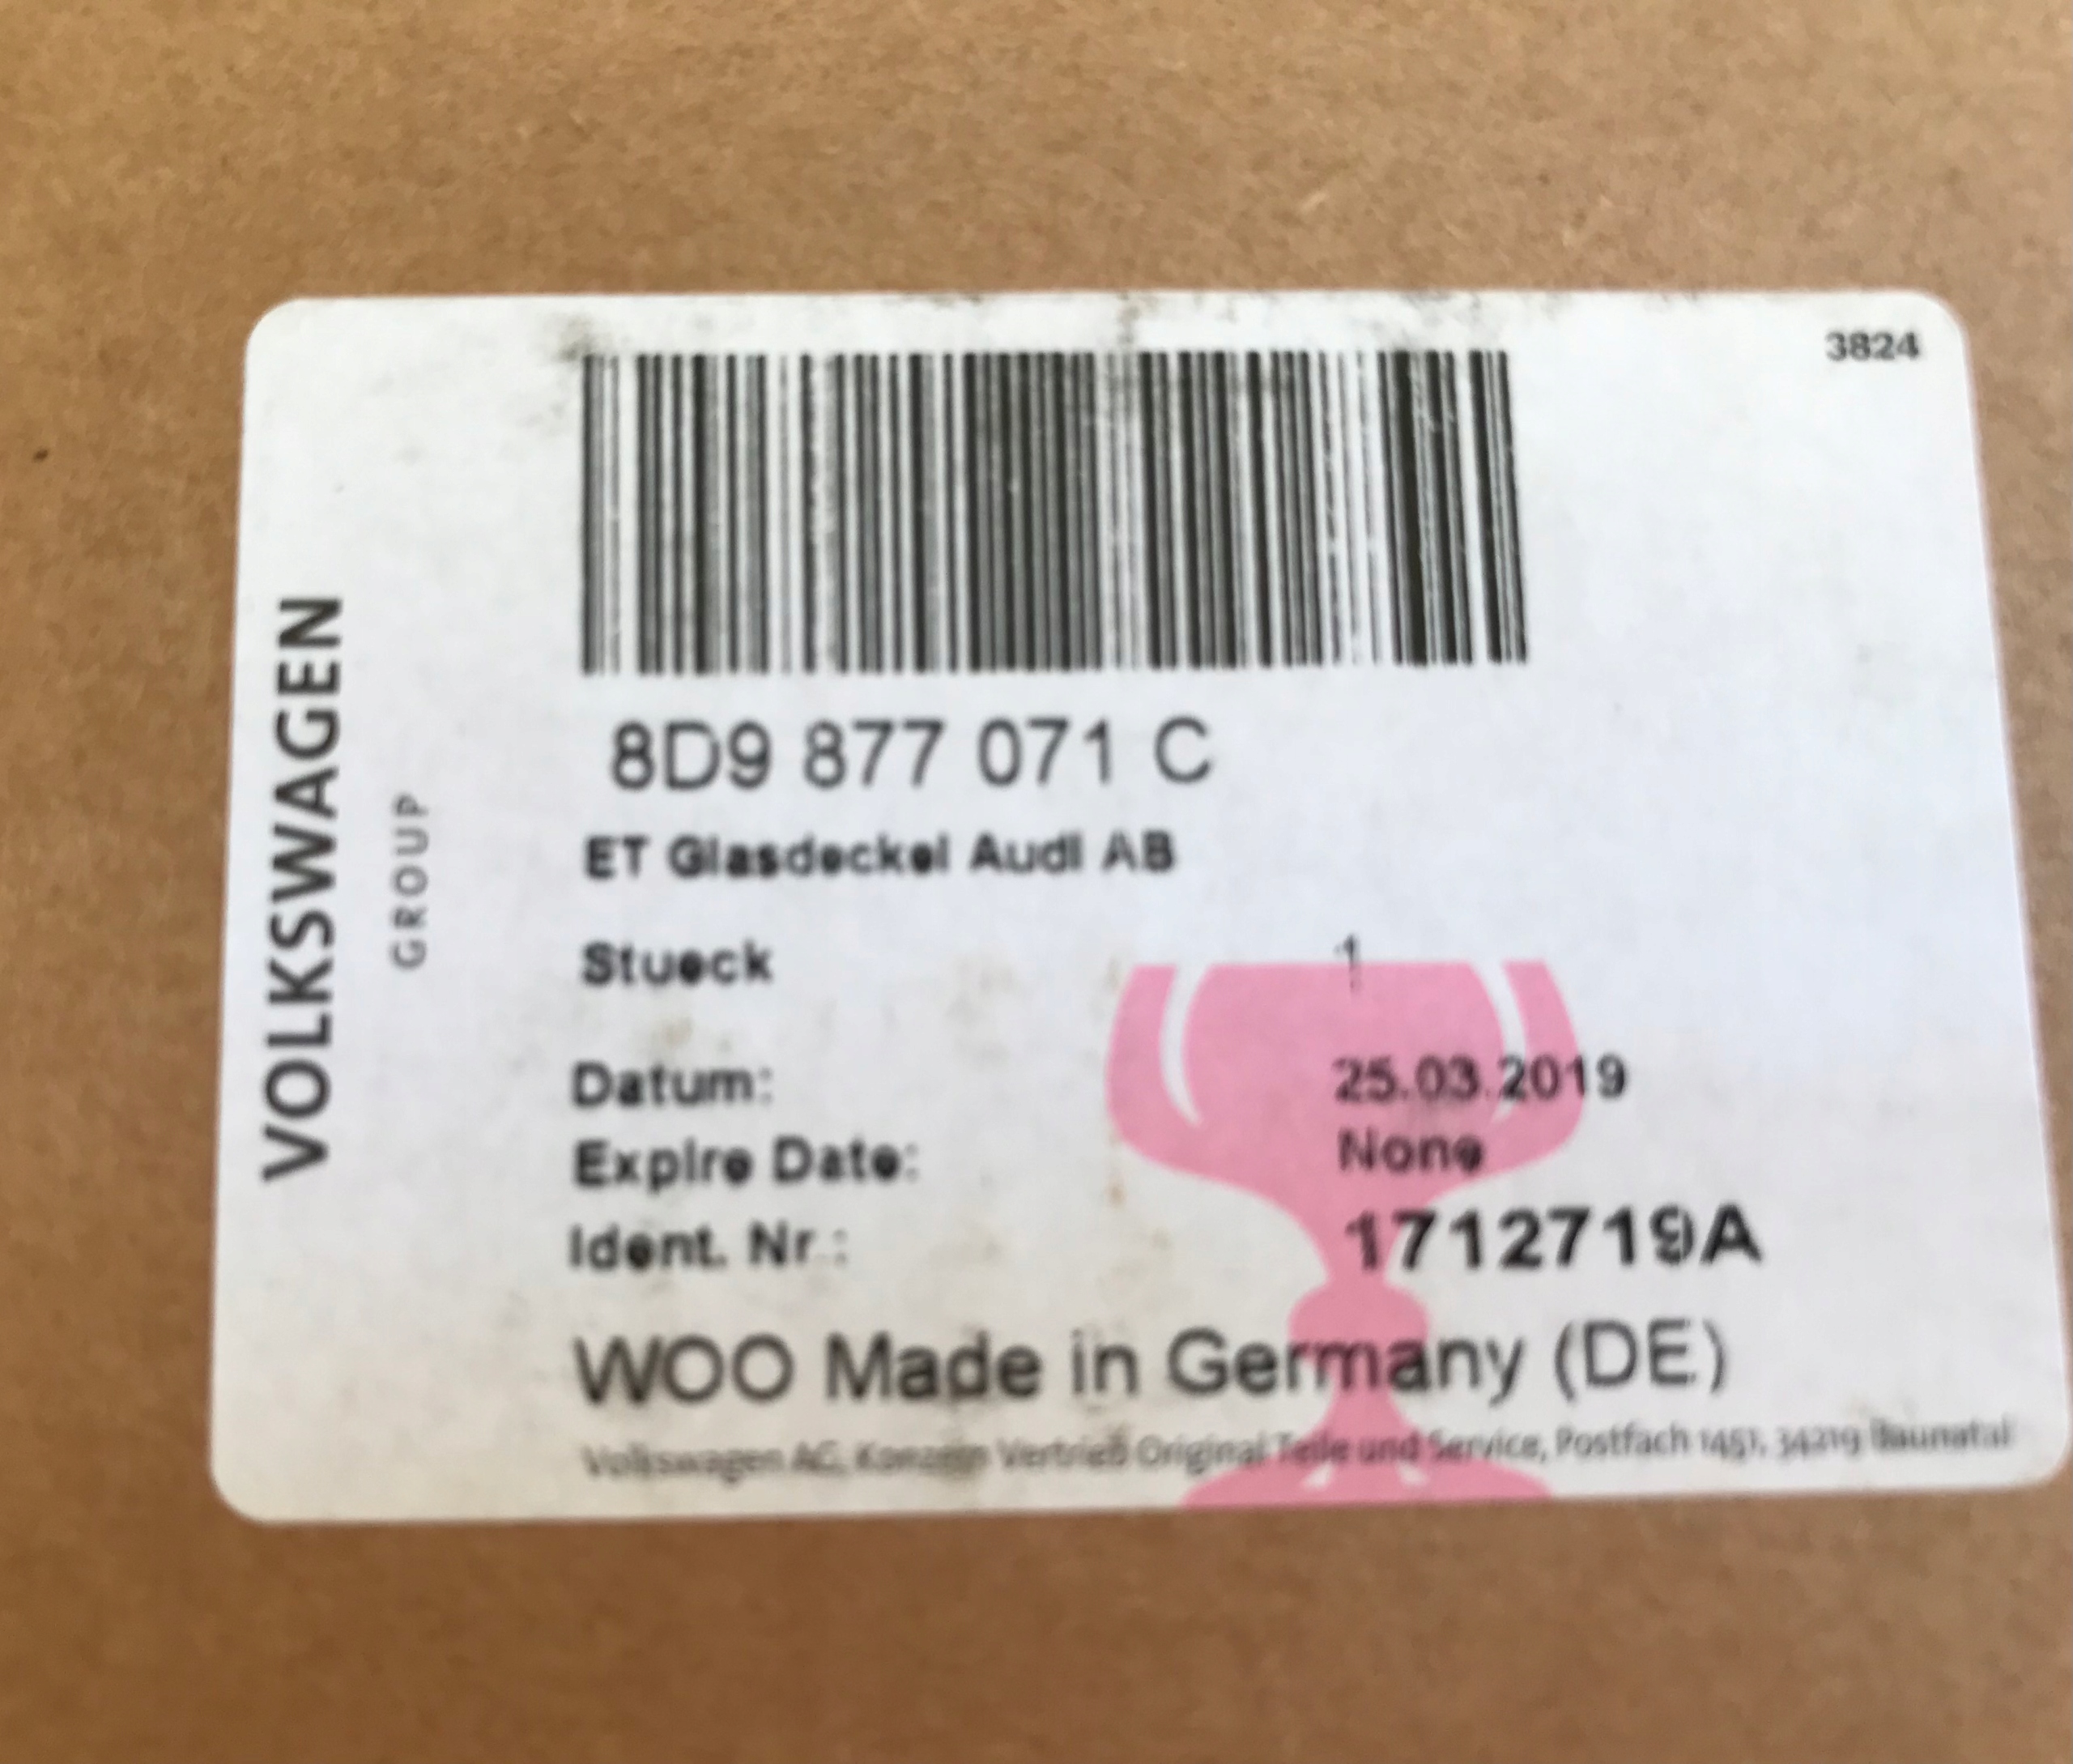 3824
VOLKSWAGEN
GROUP
8D9 877 071 C
ET Glasdeckel Audi AB
Stueck 1
Datum: 25.03.2019
Expire Date: None
Ident. Nr.: 1712719A
WOO Made in Germany (DE)
Volkswagen AG, Konzern Vertrieb Original Teile und Service, Postfach 1451, 34219 Baunatal